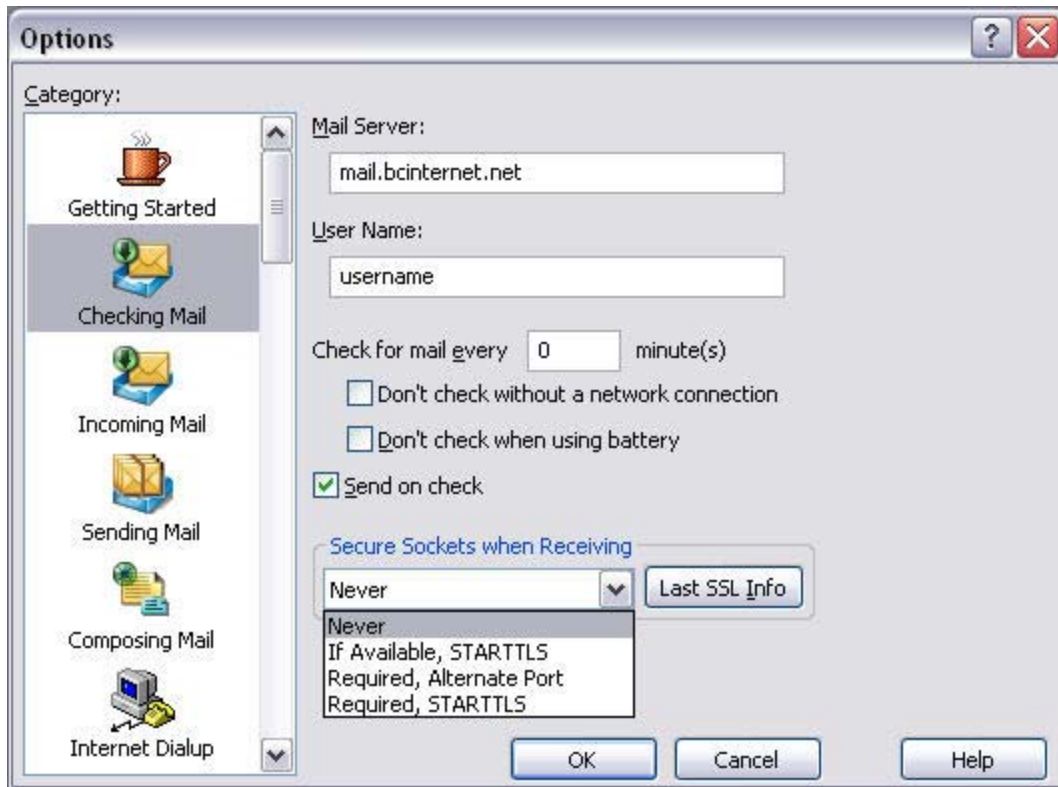 Options
Category:
Getting Started
Checking Mail
Incoming Mail
Sending Mail
Composing Mail
Internet Dialup
Mail Server:
mail.bcinternet.net
User Name:
username
Check for mail every 0 minute(s)
Don't check without a network connection
Don't check when using battery
Send on check
Secure Sockets when Receiving
Never
Last SSL Info
Never
If Available, STARTTLS
Required, Alternate Port
Required, STARTTLS
OK
Cancel
Help